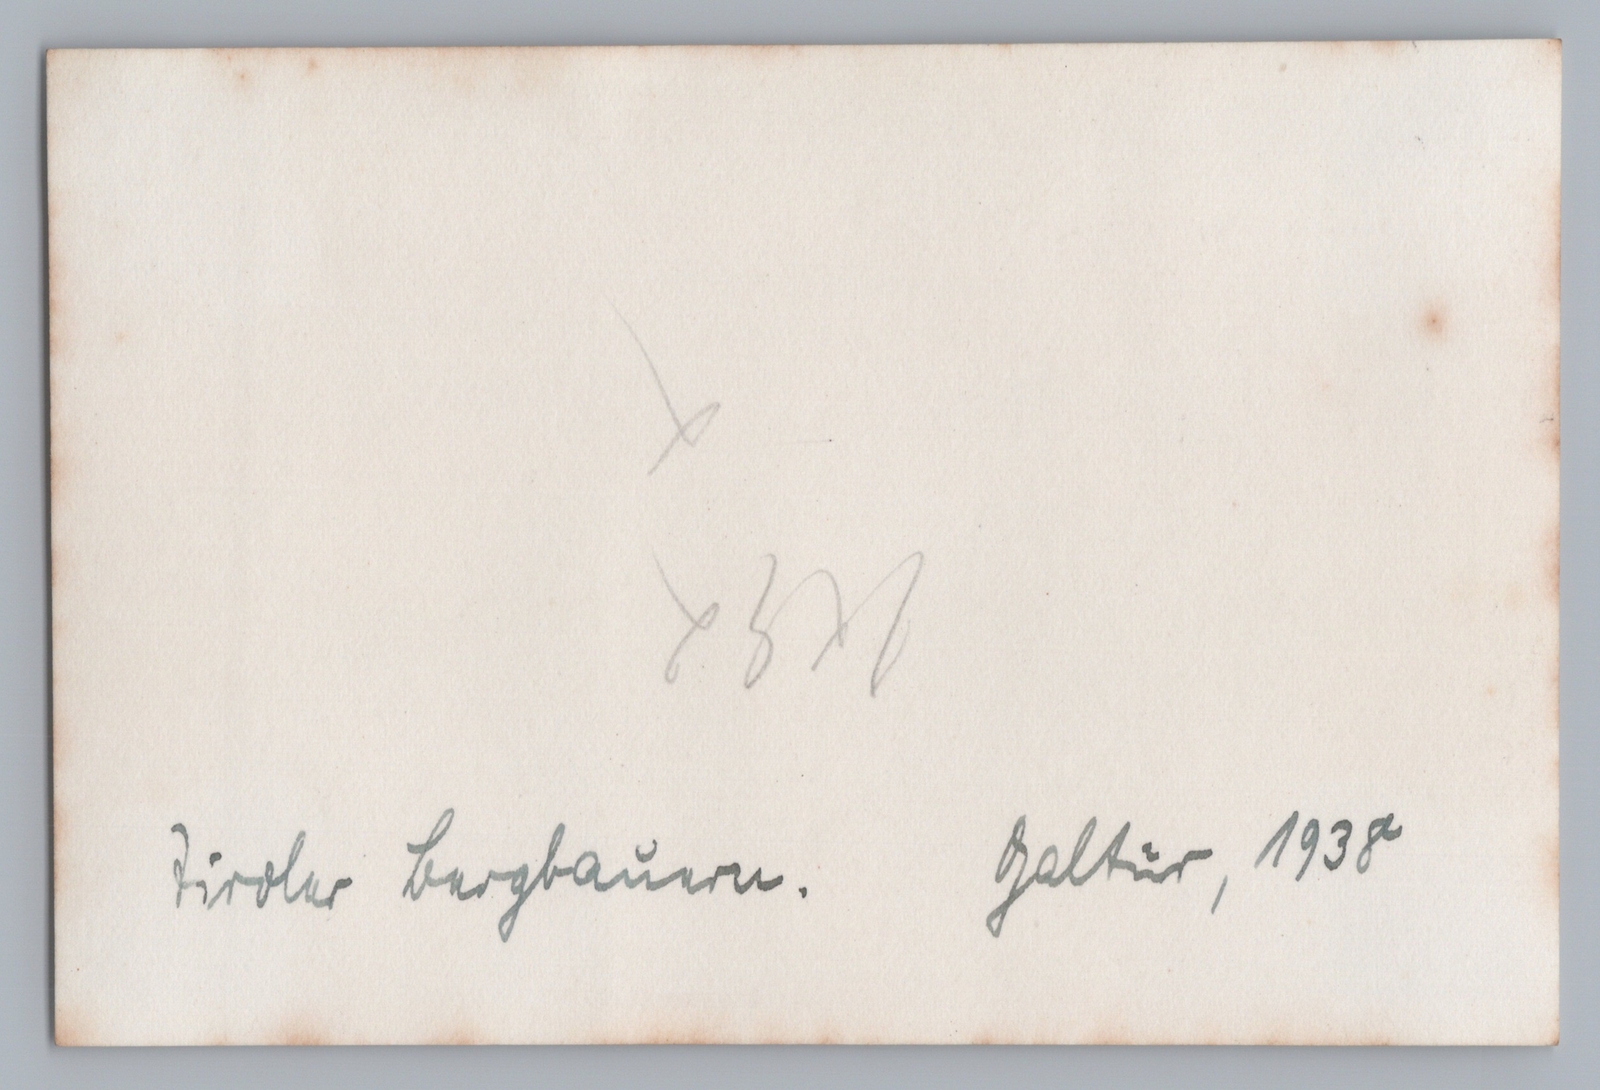 Tiroler Bergbauern. Galtür, 1938